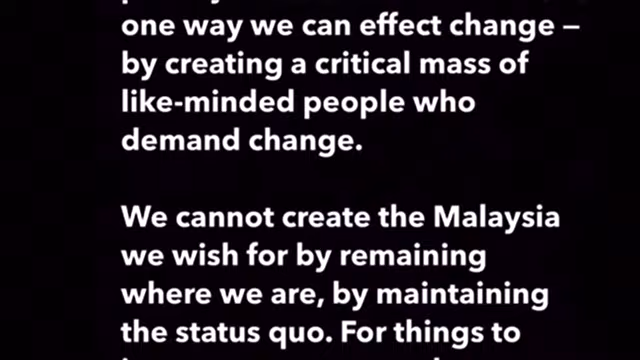 one way we can effect change –
by creating a critical mass of
like-minded people who
demand change.
We cannot create the Malaysia
we wish for by remaining
where we are, by maintaining
the status quo. For things to